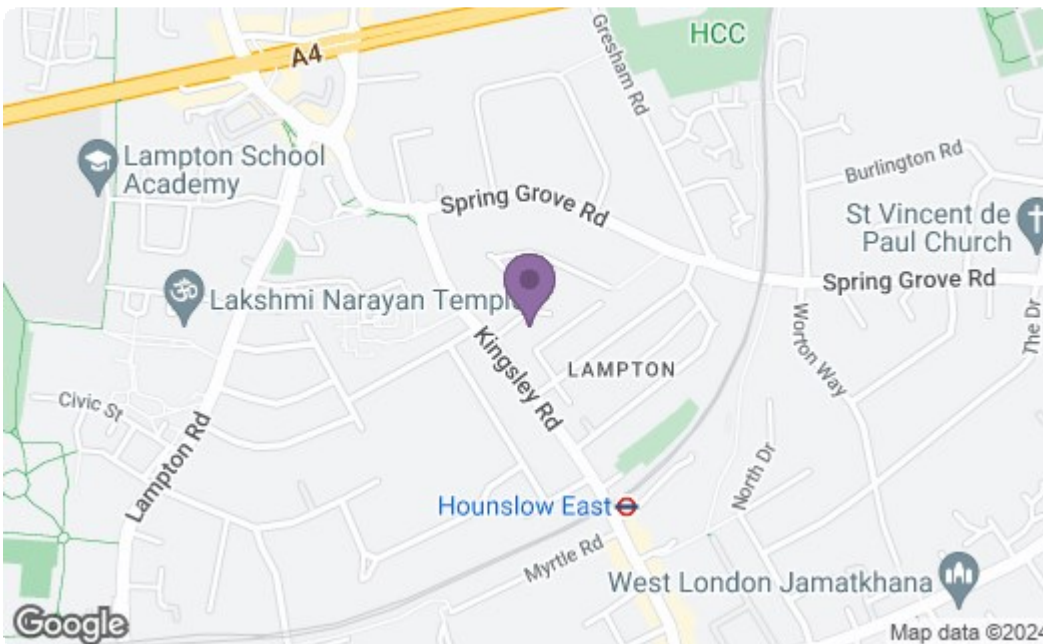 HCC
A4
Gresham Rd
Lampton School
Academy
Burlington Rd
Spring Grove Rd
St Vincent de
Paul Church
Spring Grove Rd
Lakshmi Narayan Temple
The Dr
Worton Way
Kingsley Rd
LAMPTON
Civic St
Lampton Rd
North Dr
Hounslow East
Myrtle Rd
West London Jamatkhana
Google
Map data ©2024